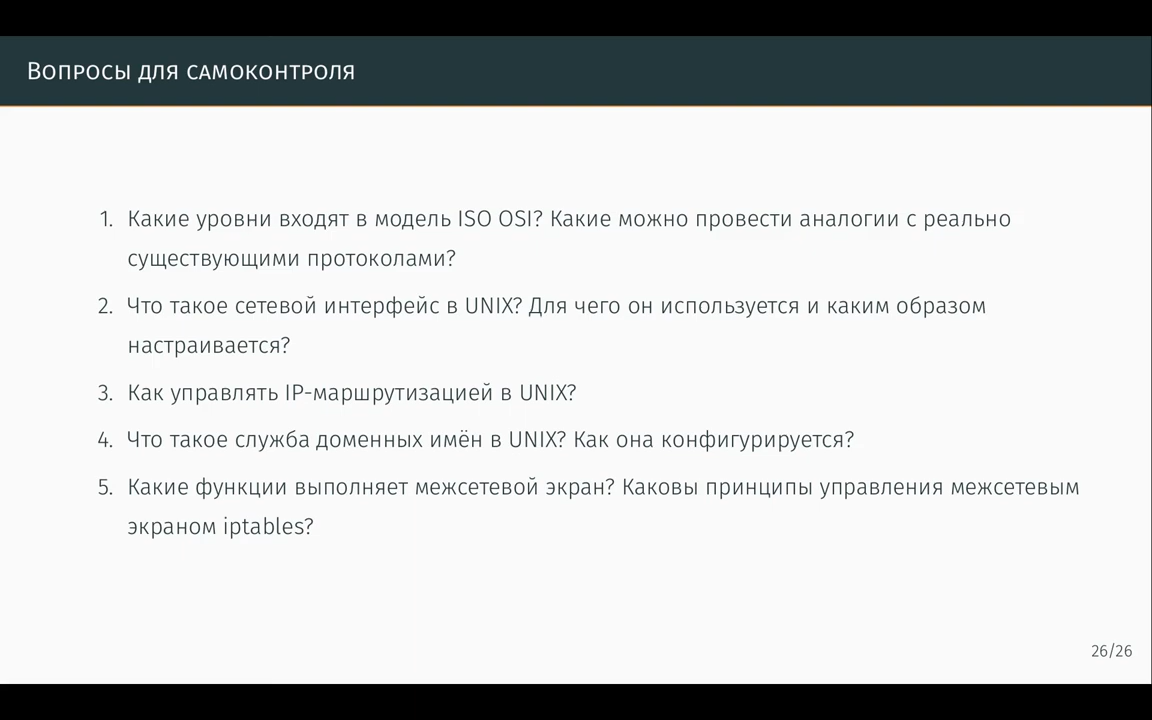 Вопросы для самоконтроля
1. Какие уровни входят в модель ISO OSI? Какие можно провести аналогии с реально
существующими протоколами?
2. Что такое сетевой интерфейс в UNIX? Для чего он используется и каким образом
настраивается?
3. Как управлять IP-маршрутизацией в UNIX?
4. Что такое служба доменных имён в UNIX? Как она конфигурируется?
5. Какие функции выполняет межсетевой экран? Каковы принципы управления межсетевым
экраном iptables?
26/26